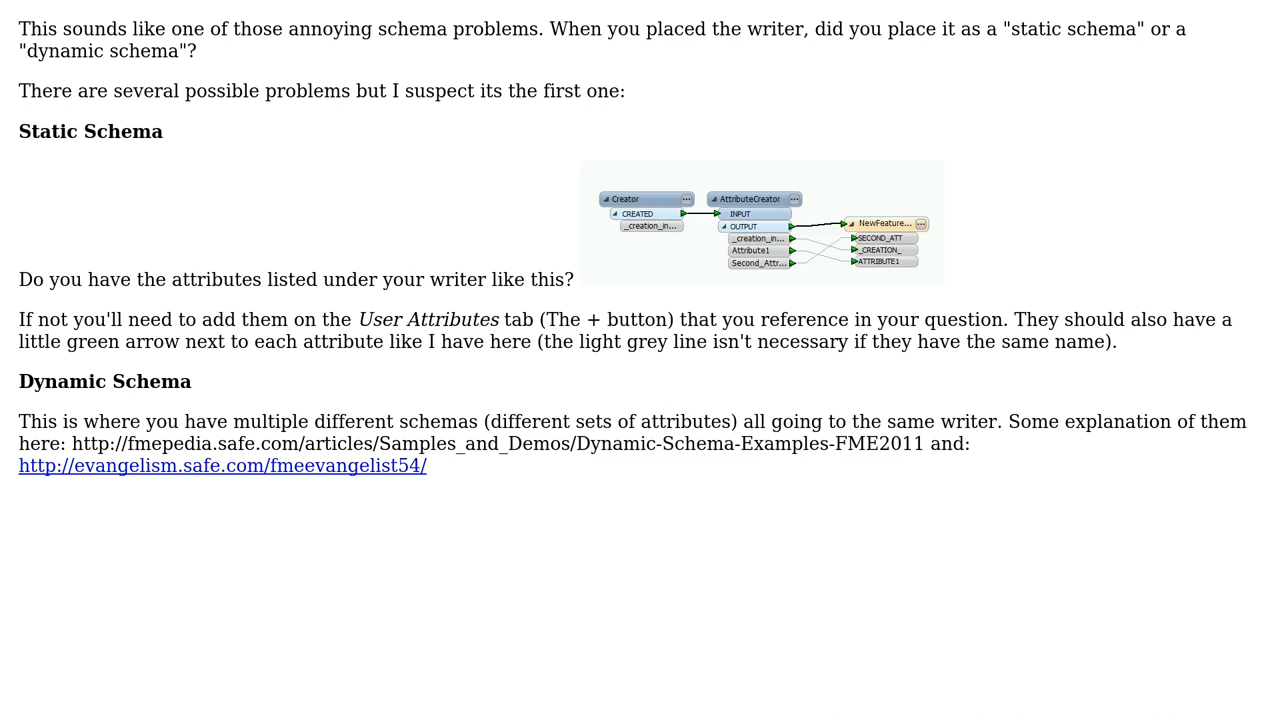 This sounds like one of those annoying schema problems. When you placed the writer, did you place it as a "static schema" or a
"dynamic schema"?
There are several possible problems but I suspect its the first one:
Static Schema
Creator
CREATED
_creation_in...
AttributeCreator
INPUT
OUTPUT
_creation_in...
Attribute1
Second_Attr...
NewFeature...
SECOND_ATT
_CREATION_
ATTRIBUTE1
Do you have the attributes listed under your writer like this?
If not you'll need to add them on the User Attributes tab (The + button) that you reference in your question. They should also have a
little green arrow next to each attribute like I have here (the light grey line isn't necessary if they have the same name).
Dynamic Schema
This is where you have multiple different schemas (different sets of attributes) all going to the same writer. Some explanation of them
here: http://fmepedia.safe.com/articles/Samples_and_Demos/Dynamic-Schema-Examples-FME2011 and:
http://evangelism.safe.com/fmeevangelist54/